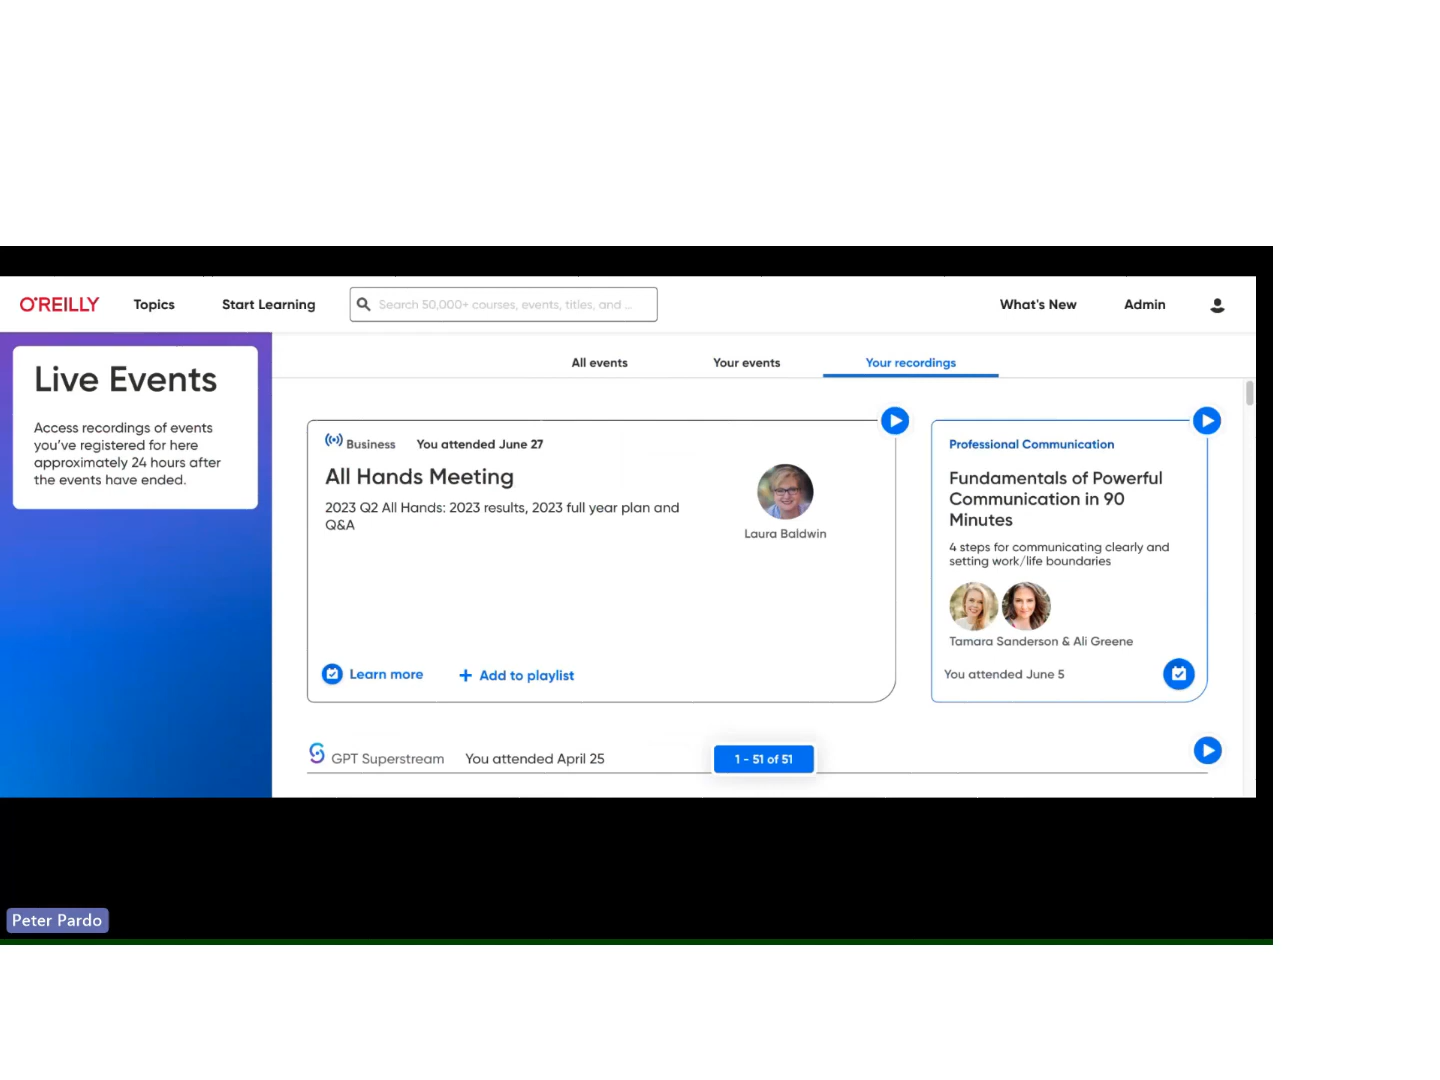 O'REILLY
Topics
Start Learning
Search 50,000+ courses, events, titles, and ...
What's New
Admin
Live Events
Access recordings of events
you've registered for here
approximately 24 hours after
the events have ended.
All events
Your events
Your recordings
Business
You attended June 27
All Hands Meeting
2023 Q2 All Hands: 2023 results, 2023 full year plan and
Q&A
Laura Baldwin
Learn more
+ Add to playlist
Professional Communication
Fundamentals of Powerful
Communication in 90
Minutes
4 steps for communicating clearly and
setting work/life boundaries
Tamara Sanderson & Ali Greene
You attended June 5
GPT Superstream
You attended April 25
1 - 51 of 51
Peter Pardo